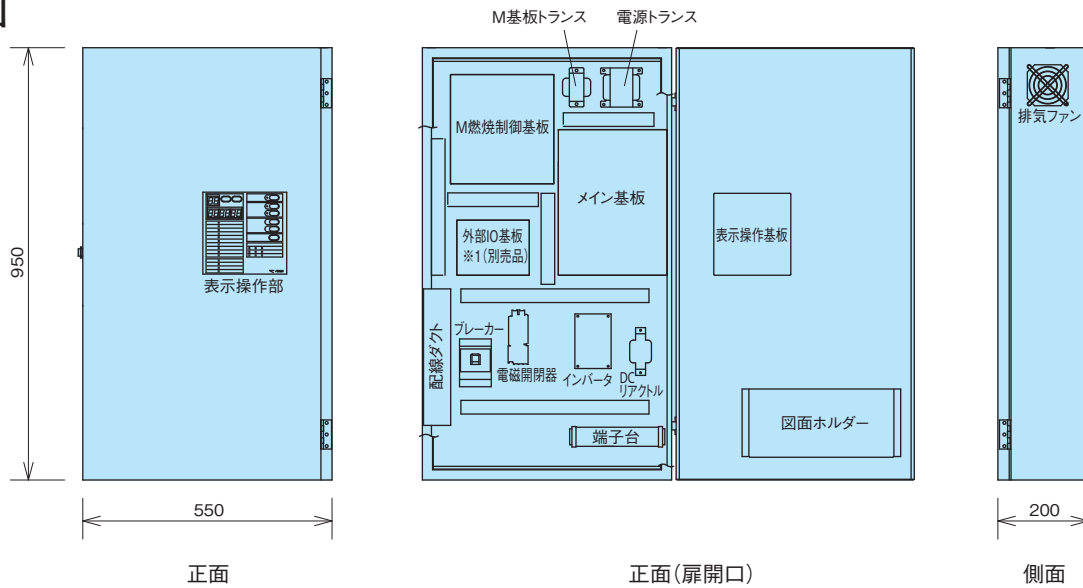 M基板トランス
電源トランス
排気ファン
M燃焼制御基板
メイン基板
外部IO基板
※1(別売品)
表示操作基板
950
表示操作部
配線ダクト
ブレーカー
電磁開閉器
インバータ
DC
リアクトル
図面ホルダー
端子台
550
200
正面
正面(扉開口)
側面